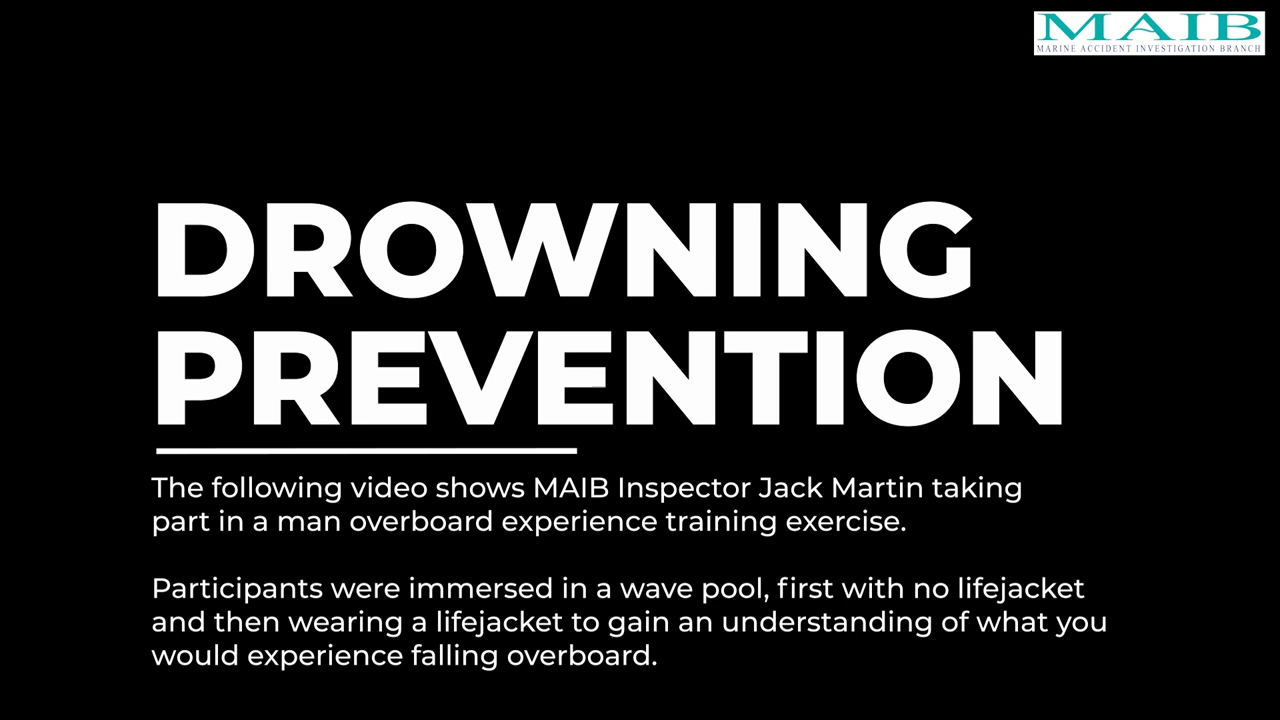 MAIB
MARINE ACCIDENT INVESTIGATION BRANCH
DROWNING
PREVENTION
The following video shows MAIB Inspector Jack Martin taking
part in a man overboard experience training exercise.
Participants were immersed in a wave pool, first with no lifejacket
and then wearing a lifejacket to gain an understanding of what you
would experience falling overboard.